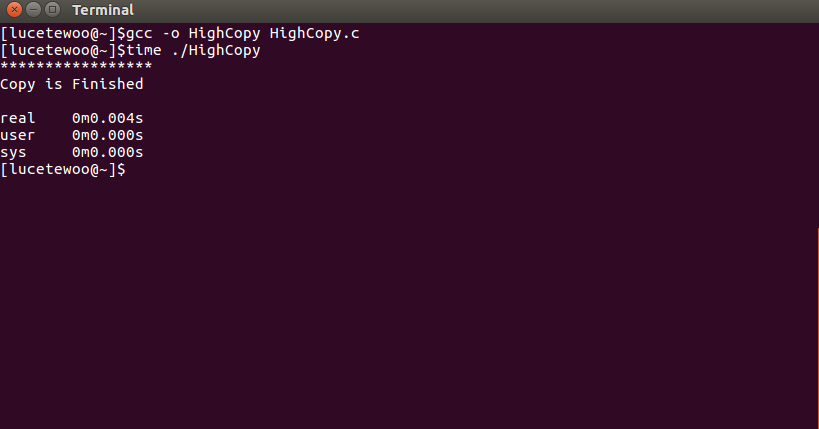 Terminal
[lucetewoo@~]$gcc -o HighCopy HighCopy.c
[lucetewoo@~]$time ./HighCopy
*****************
Copy is Finished
real    0m0.004s
user    0m0.000s
sys     0m0.000s
[lucetewoo@~]$